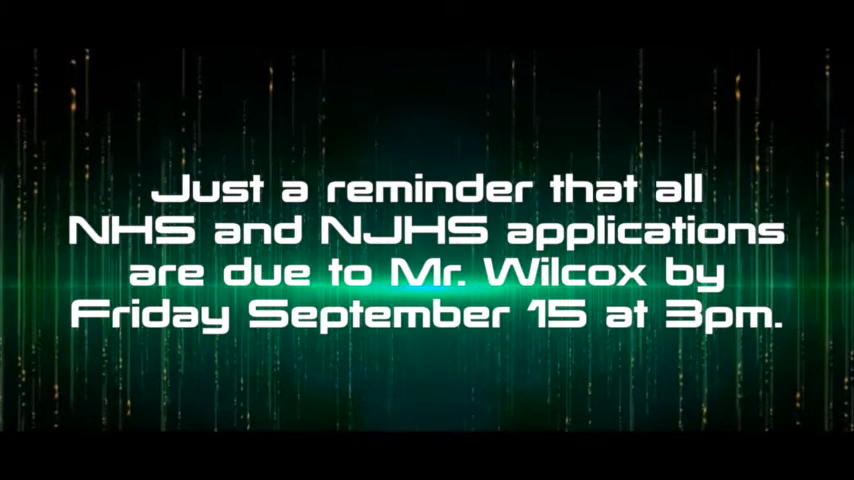 Just a reminder that all
NHS and NJHS applications
are due to Mr. Wilcox by
Friday September 15 at 3pm.